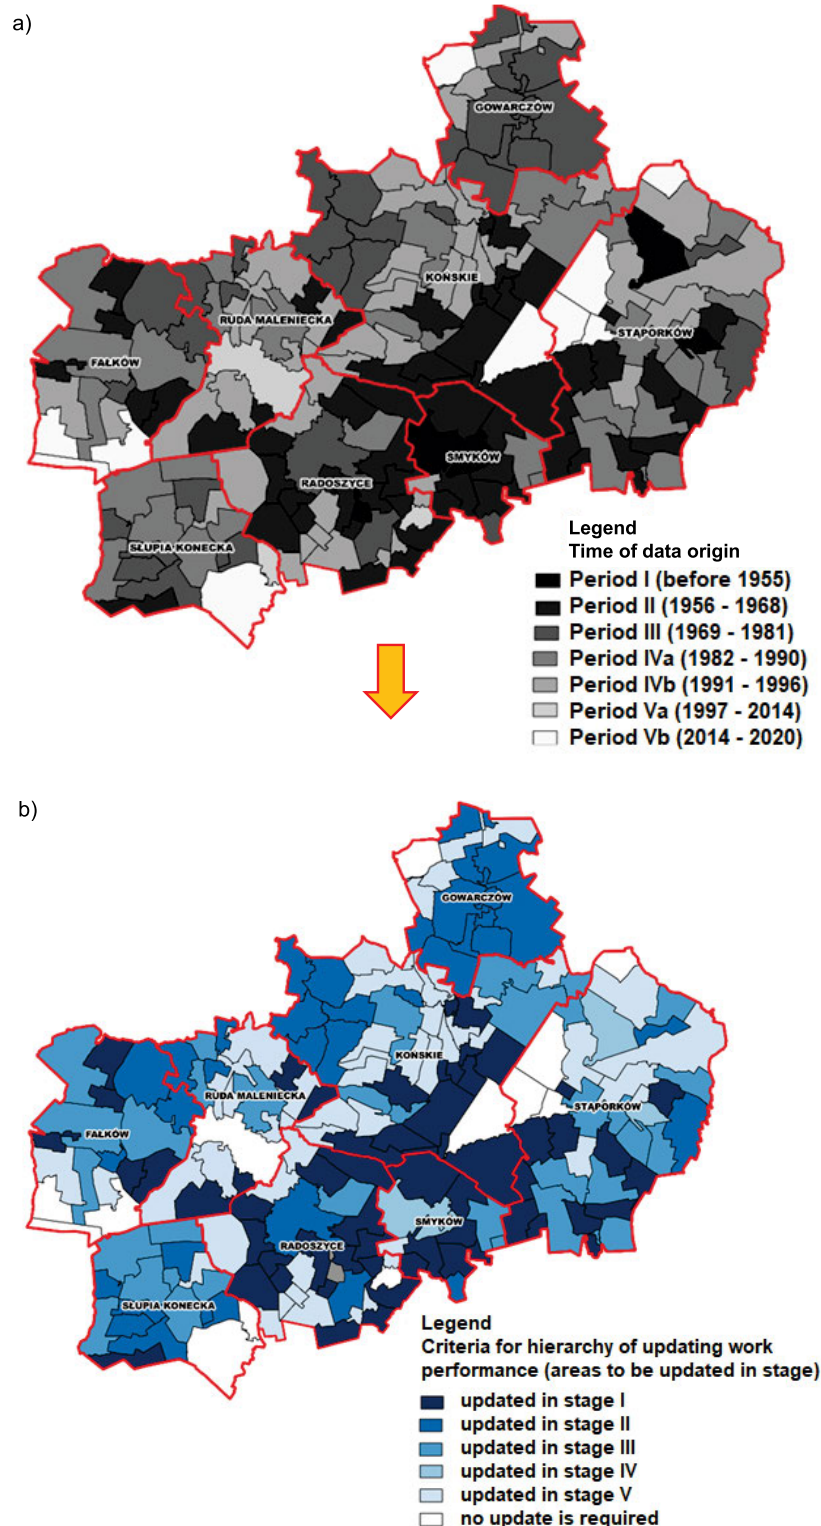 a)
GOWARCZÓW
KOŃSKIE
RUDA MALENIECKA
STĄPORKÓW
FAŁKÓW
SMYKÓW
RADOSZYCE
SŁUPIA KONECKA
Legend
Time of data origin
Period I (before 1955)
Period II (1956 - 1968)
Period III (1969 - 1981)
Period IVa (1982 - 1990)
Period IVb (1991 - 1996)
Period Va (1997 - 2014)
Period Vb (2014 - 2020)
b)
GOWARCZÓW
KOŃSKIE
RUDA MALENIECKA
STĄPORKÓW
FAŁKÓW
SMYKÓW
RADOSZYCE
SŁUPIA KONECKA
Legend
Criteria for hierarchy of updating work
performance (areas to be updated in stage)
updated in stage I
updated in stage II
updated in stage III
updated in stage IV
updated in stage V
no update is required